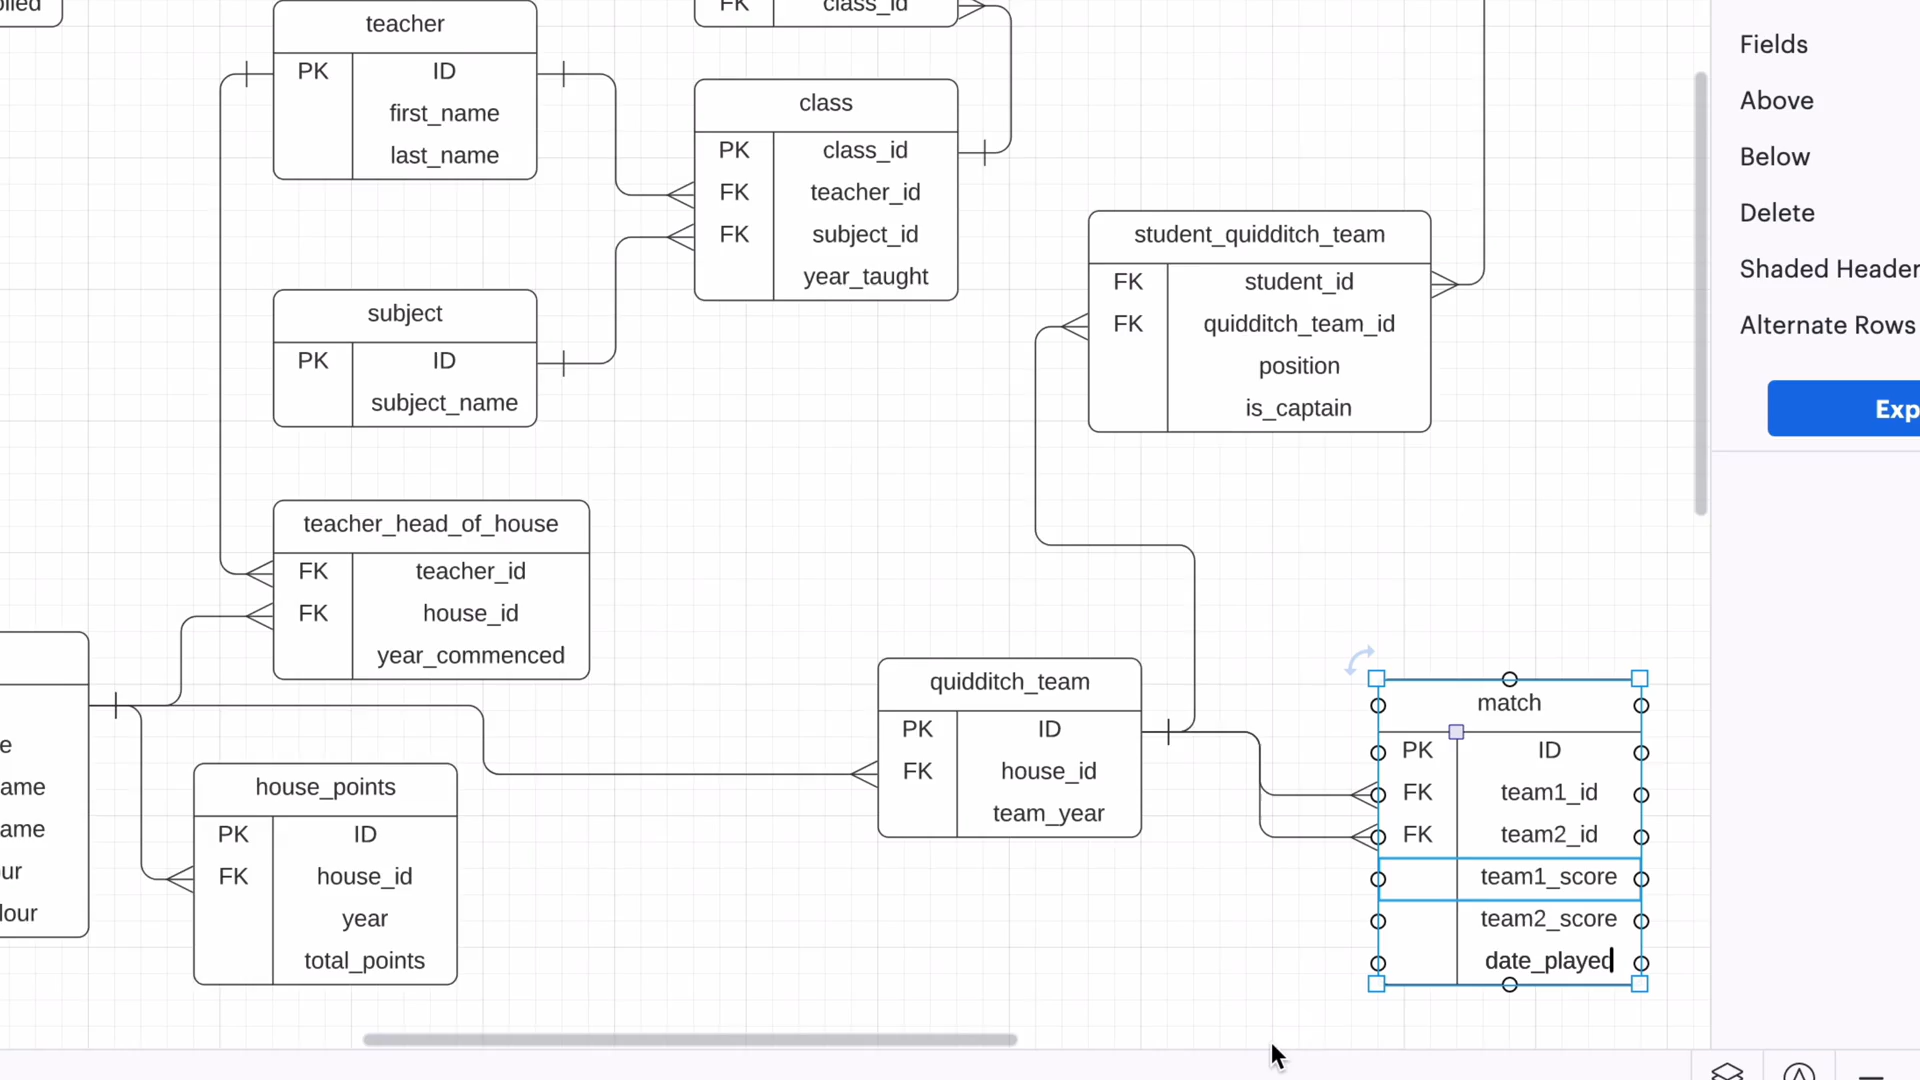 teacher
PK ID
first_name
last_name
FK class_id
class
PK class_id
FK teacher_id
FK subject_id
year_taught
subject
PK ID
subject_name
student_quidditch_team
FK student_id
FK quidditch_team_id
position
is_captain
teacher_head_of_house
FK teacher_id
FK house_id
year_commenced
house_points
PK ID
FK house_id
year
total_points
quidditch_team
PK ID
FK house_id
team_year
match
PK ID
FK team1_id
FK team2_id
team1_score
team2_score
date_played
Fields
Above
Below
Delete
Shaded Header
Alternate Rows
Exp